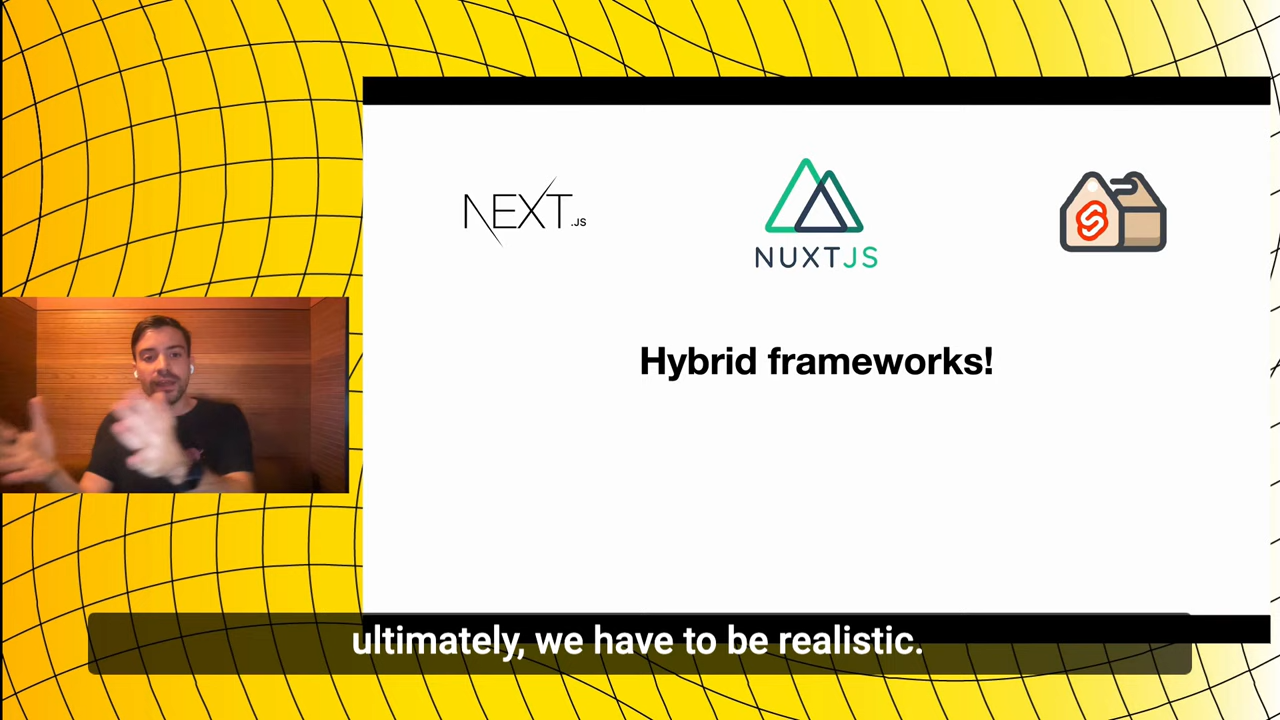 NEXT.JS
NUXTJS
Hybrid frameworks!
ultimately, we have to be realistic.